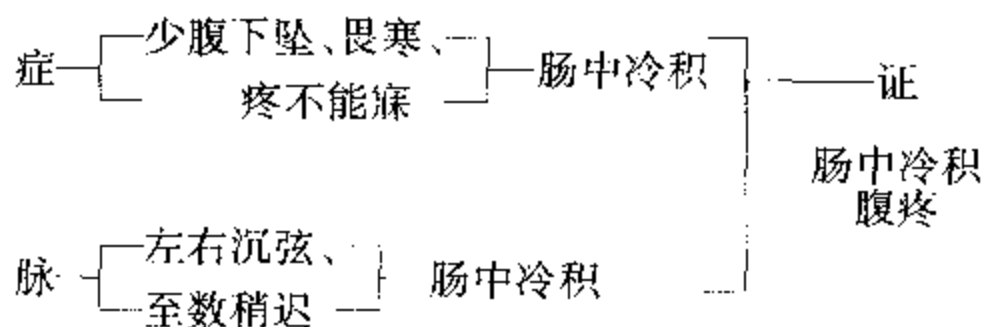 症
少腹下坠、畏寒、
疼不能寐
肠中冷积
证
肠中冷积
腹疼
脉
左右沉弦、
至数稍迟
肠中冷积